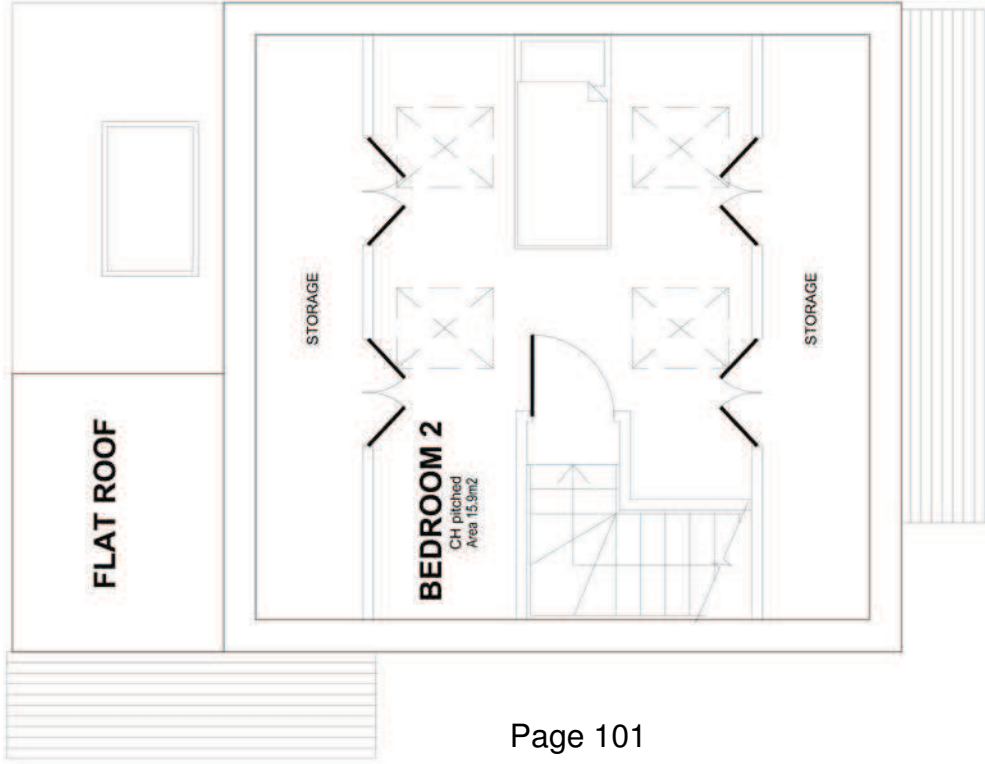 FLAT ROOF
STORAGE
BEDROOM 2
CH pitched
Area 15.9m2
STORAGE
Page 101